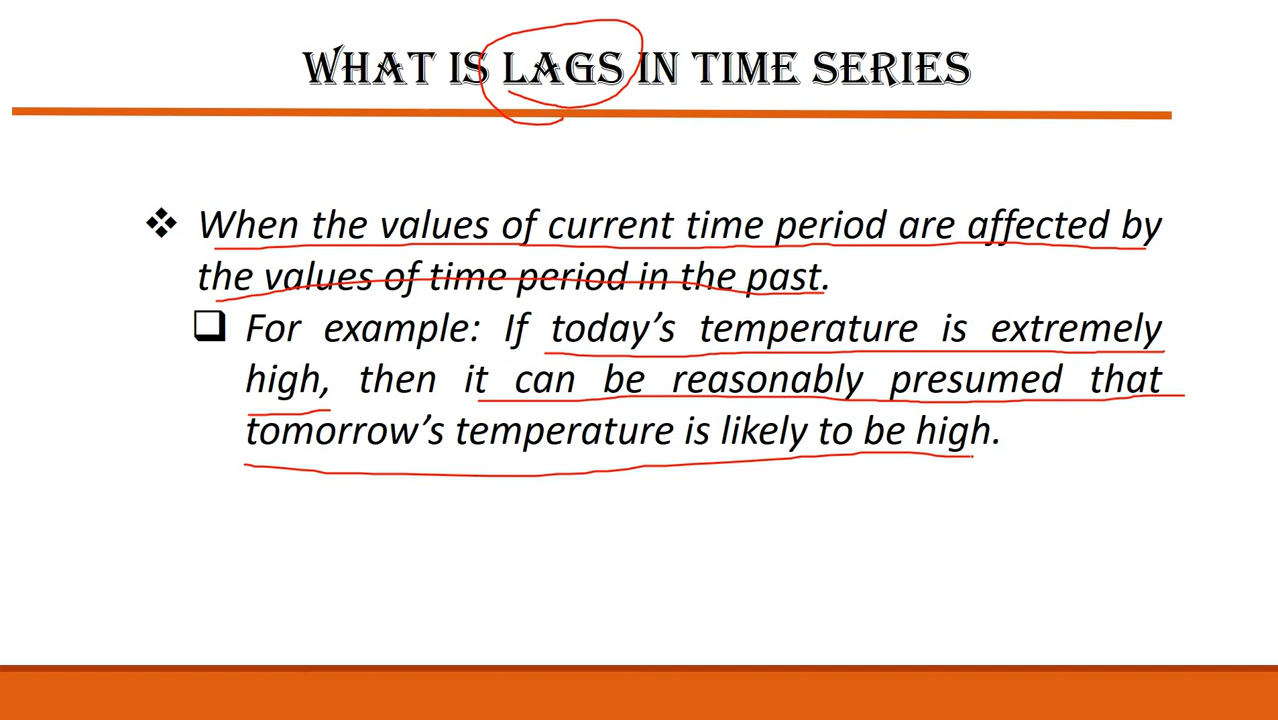 WHAT IS LAGS IN TIME SERIES
When the values of current time period are affected by
the values of time period in the past.
For example: If today's temperature is extremely
high, then it can be reasonably presumed that
tomorrow's temperature is likely to be high.